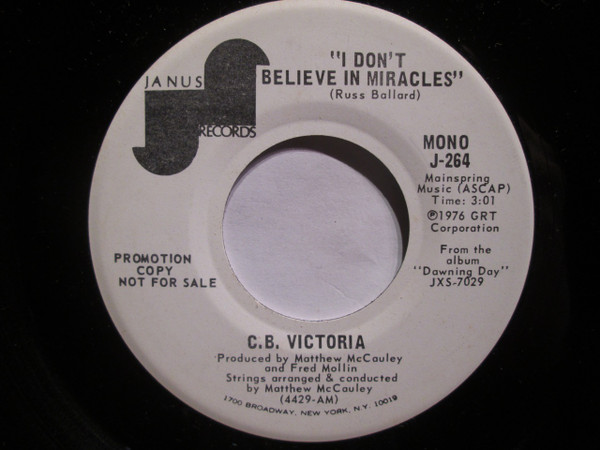 JANUS
RECORDS
"I DON'T
BELIEVE IN MIRACLES"
(Russ Ballard)
MONO
J-264
Mainspring
Music (ASCAP)
Time: 3:01
℗1976 GRT
Corporation
From the
album
"Dawning Day"
JXS-7029
PROMOTION
COPY
NOT FOR SALE
C.B. VICTORIA
Produced by Matthew McCauley
and Fred Mollin
Strings arranged & conducted
by Matthew McCauley
(4429-AM)
1700 BROADWAY, NEW YORK, N.Y. 10019